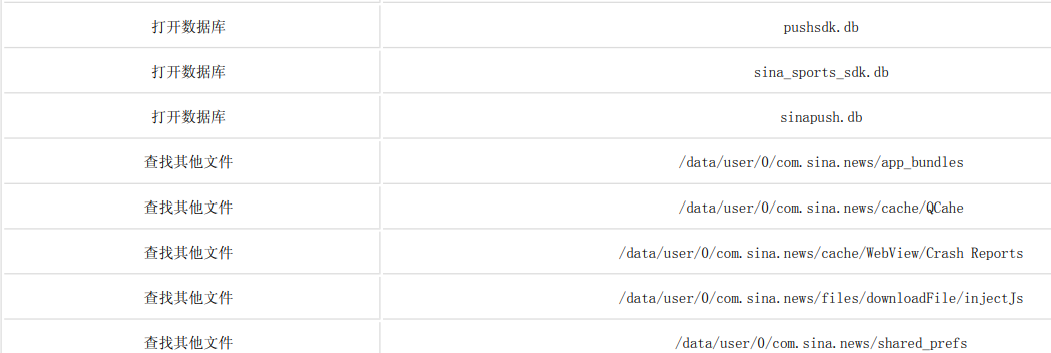 打开数据库 pushsdk.db
打开数据库 sina_sports_sdk.db
打开数据库 sinapush.db
查找其他文件 /data/user/0/com.sina.news/app_bundles
查找其他文件 /data/user/0/com.sina.news/cache/QCahe
查找其他文件 /data/user/0/com.sina.news/cache/WebView/Crash Reports
查找其他文件 /data/user/0/com.sina.news/files/downloadFile/injectJs
查找其他文件 /data/user/0/com.sina.news/shared_prefs